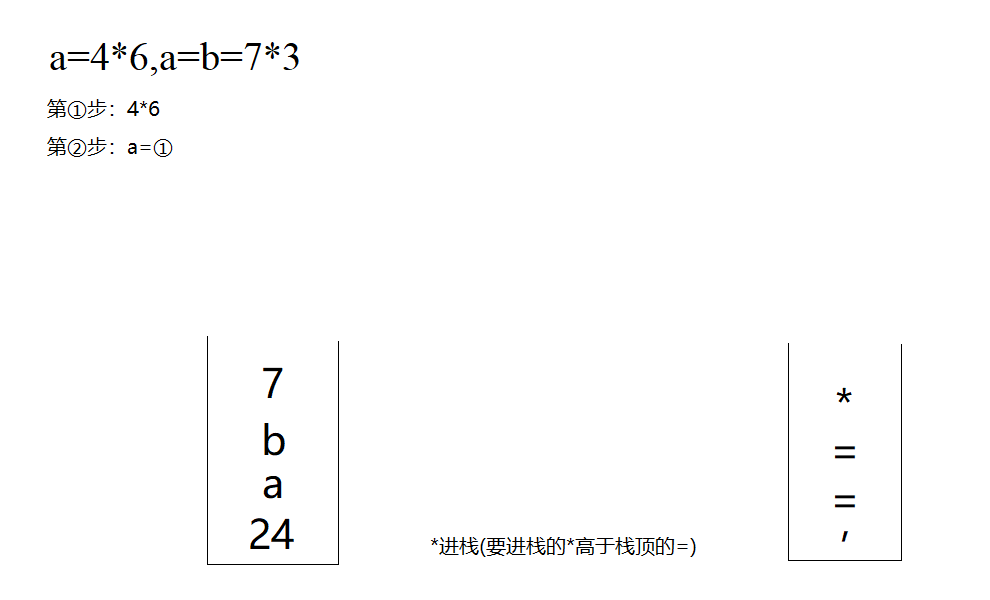 a=4*6,a=b=7*3
第①步：4*6
第②步：a=①
7
b
a
24
*进栈(要进栈的*高于栈顶的=)
*
=
=
,